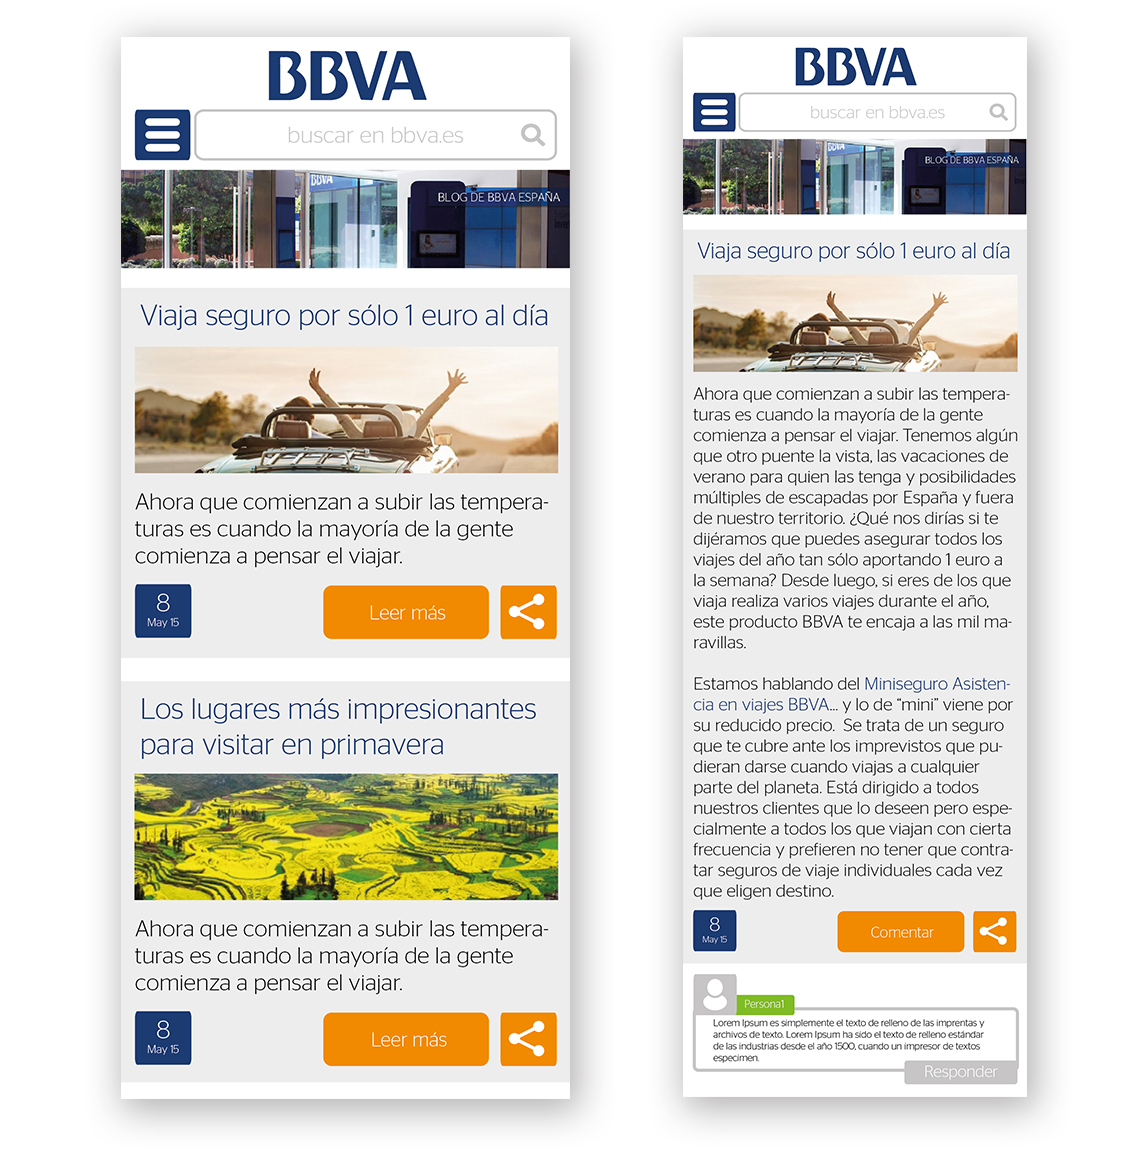 BBVA
buscar en bbva.es
BBVA
BLOG DE BBVA ESPAÑA
Viaja seguro por sólo 1 euro al día
Ahora que comienzan a subir las tempera-
turas es cuando la mayoría de la gente
comienza a pensar el viajar.
8
May 15
Leer más
Los lugares más impresionantes
para visitar en primavera
Ahora que comienzan a subir las tempera-
turas es cuando la mayoría de la gente
comienza a pensar el viajar.
8
May 15
Leer más
BBVA
buscar en bbva.es
BBVA
BLOG DE BBVA ESPAÑA
Viaja seguro por sólo 1 euro al día
Ahora que comienzan a subir las tempera-
turas es cuando la mayoría de la gente
comienza a pensar el viajar. Tenemos algún
que otro puente la vista, las vacaciones de
verano para quien las tenga y posibilidades
múltiples de escapadas por España y fuera
de nuestro territorio. ¿Qué nos dirías si te
dijéramos que puedes asegurar todos los
viajes del año tan sólo aportando 1 euro a
la semana? Desde luego, si eres de los que
viaja realiza varios viajes durante el año,
este producto BBVA te encaja a las mil ma-
ravillas.
Estamos hablando del Miniseguro Asisten-
cia en viajes BBVA... y lo de “mini” viene por
su reducido precio. Se trata de un seguro
que te cubre ante los imprevistos que pu-
dieran darse cuando viajas a cualquier
parte del planeta. Está dirigido a todos
nuestros clientes que lo deseen pero espe-
cialmente a todos los que viajan con cierta
frecuencia y prefieren no tener que contra-
tar seguros de viaje individuales cada vez
que eligen destino.
8
May 15
Comentar
Persona1
Lorem Ipsum es simplemente el texto de relleno de las imprentas y
archivos de texto. Lorem Ipsum ha sido el texto de relleno estándar
de las industrias desde el año 1500, cuando un impresor de textos
especimen.
Responder